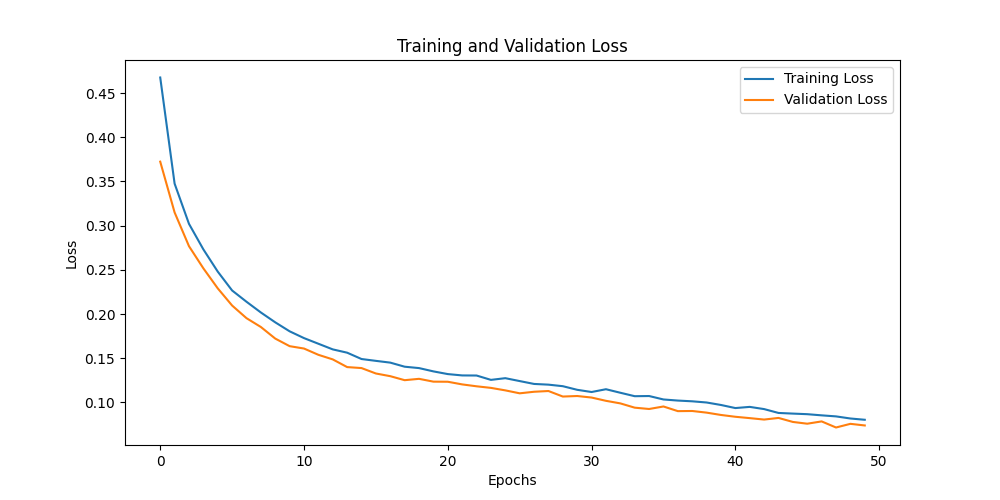 Training and Validation Loss
Training Loss
Validation Loss
0.45
0.40
0.35
0.30
0.25
0.20
0.15
0.10
Loss
0 10 20 30 40 50
Epochs